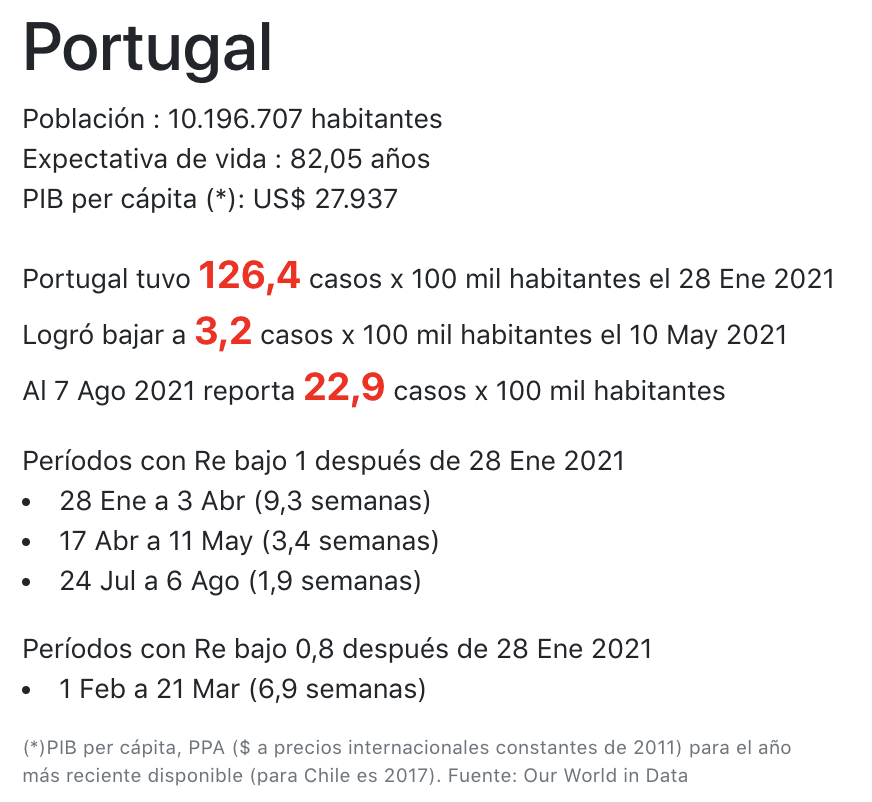 Portugal
Población : 10.196.707 habitantes
Expectativa de vida : 82,05 años
PIB per cápita (*): US$ 27.937
Portugal tuvo 126,4 casos x 100 mil habitantes el 28 Ene 2021
Logró bajar a 3,2 casos x 100 mil habitantes el 10 May 2021
Al 7 Ago 2021 reporta 22,9 casos x 100 mil habitantes
Períodos con Re bajo 1 después de 28 Ene 2021
• 28 Ene a 3 Abr (9,3 semanas)
• 17 Abr a 11 May (3,4 semanas)
• 24 Jul a 6 Ago (1,9 semanas)
Períodos con Re bajo 0,8 después de 28 Ene 2021
• 1 Feb a 21 Mar (6,9 semanas)
(*)PIB per cápita, PPA ($ a precios internacionales constantes de 2011) para el año
más reciente disponible (para Chile es 2017). Fuente: Our World in Data